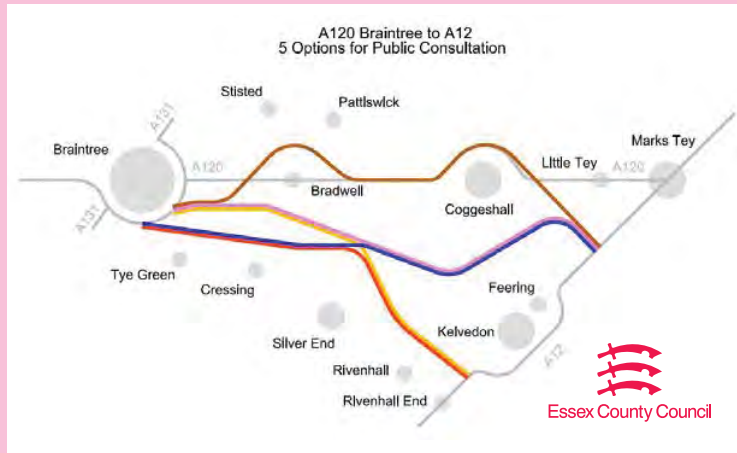 A120 Braintree to A12
5 Options for Public Consultation
Stisted
Pattiswick
A131
Marks Tey
Braintree
A120
Little Tey
A120
Bradwell
Coggeshall
A131
Tye Green
Cressing
Feering
Silver End
Kelvedon
A12
Rivenhall
Rivenhall End
Essex County Council